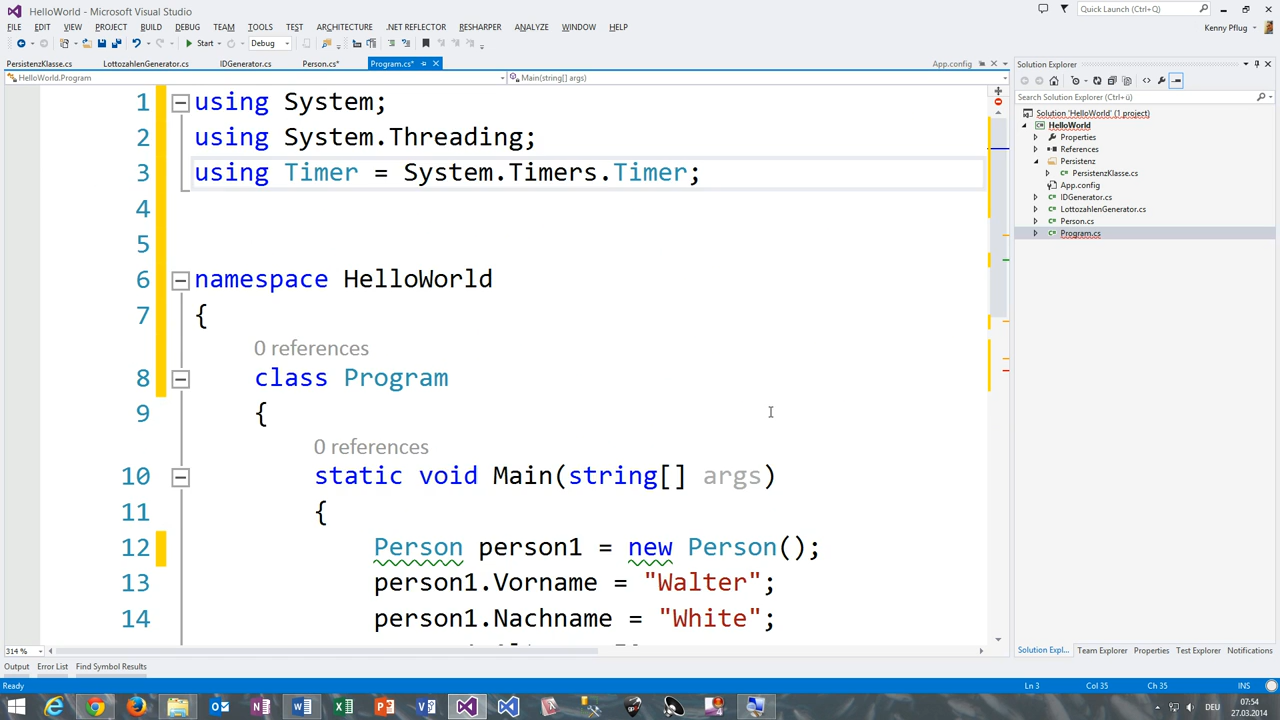 HelloWorld - Microsoft Visual Studio
Quick Launch (Ctrl+Q)
FILE EDIT VIEW PROJECT BUILD DEBUG TEAM TOOLS TEST ARCHITECTURE .NET REFLECTOR RESHARPER ANALYZE WINDOW HELP
Kenny Pflug
Start Debug
PersistenzKlasse.cs LottozahlenGenerator.cs IDGenerator.cs Person.cs* Program.cs* App.config
HelloWorld.Program Main(string[] args)
1 using System;
2 using System.Threading;
3 using Timer = System.Timers.Timer;
4
5
6 namespace HelloWorld
7 {
0 references
8 class Program
9 {
0 references
10 static void Main(string[] args)
11 {
12 Person person1 = new Person();
13 person1.Vorname = "Walter";
14 person1.Nachname = "White";
314 %
Solution Explorer
Search Solution Explorer (Ctrl+ü)
Solution 'HelloWorld' (1 project)
HelloWorld
Properties
References
Persistenz
PersistenzKlasse.cs
App.config
IDGenerator.cs
LottozahlenGenerator.cs
Person.cs
Program.cs
Solution Expl... Team Explorer Properties Test Explorer Notifications
Output Error List Find Symbol Results
Ready Ln 3 Col 35 Ch 35 INS
DEU
07:54
27.03.2014